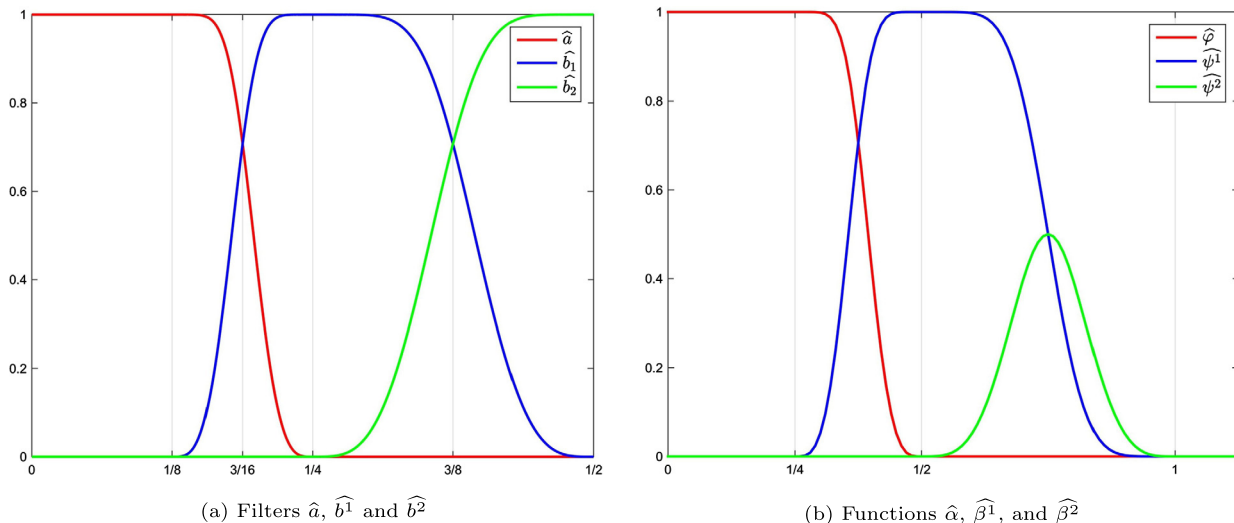 1
0.8
0.6
0.4
0.2
0
0 1/8 3/16 1/4 3/8 1/2
â
b̂₁
b̂₂
(a) Filters â, b̂¹ and b̂²
1
0.8
0.6
0.4
0.2
0
0 1/4 1/2 1
φ̂
ψ̂¹
ψ̂²
(b) Functions α̂, β̂¹, and β̂²